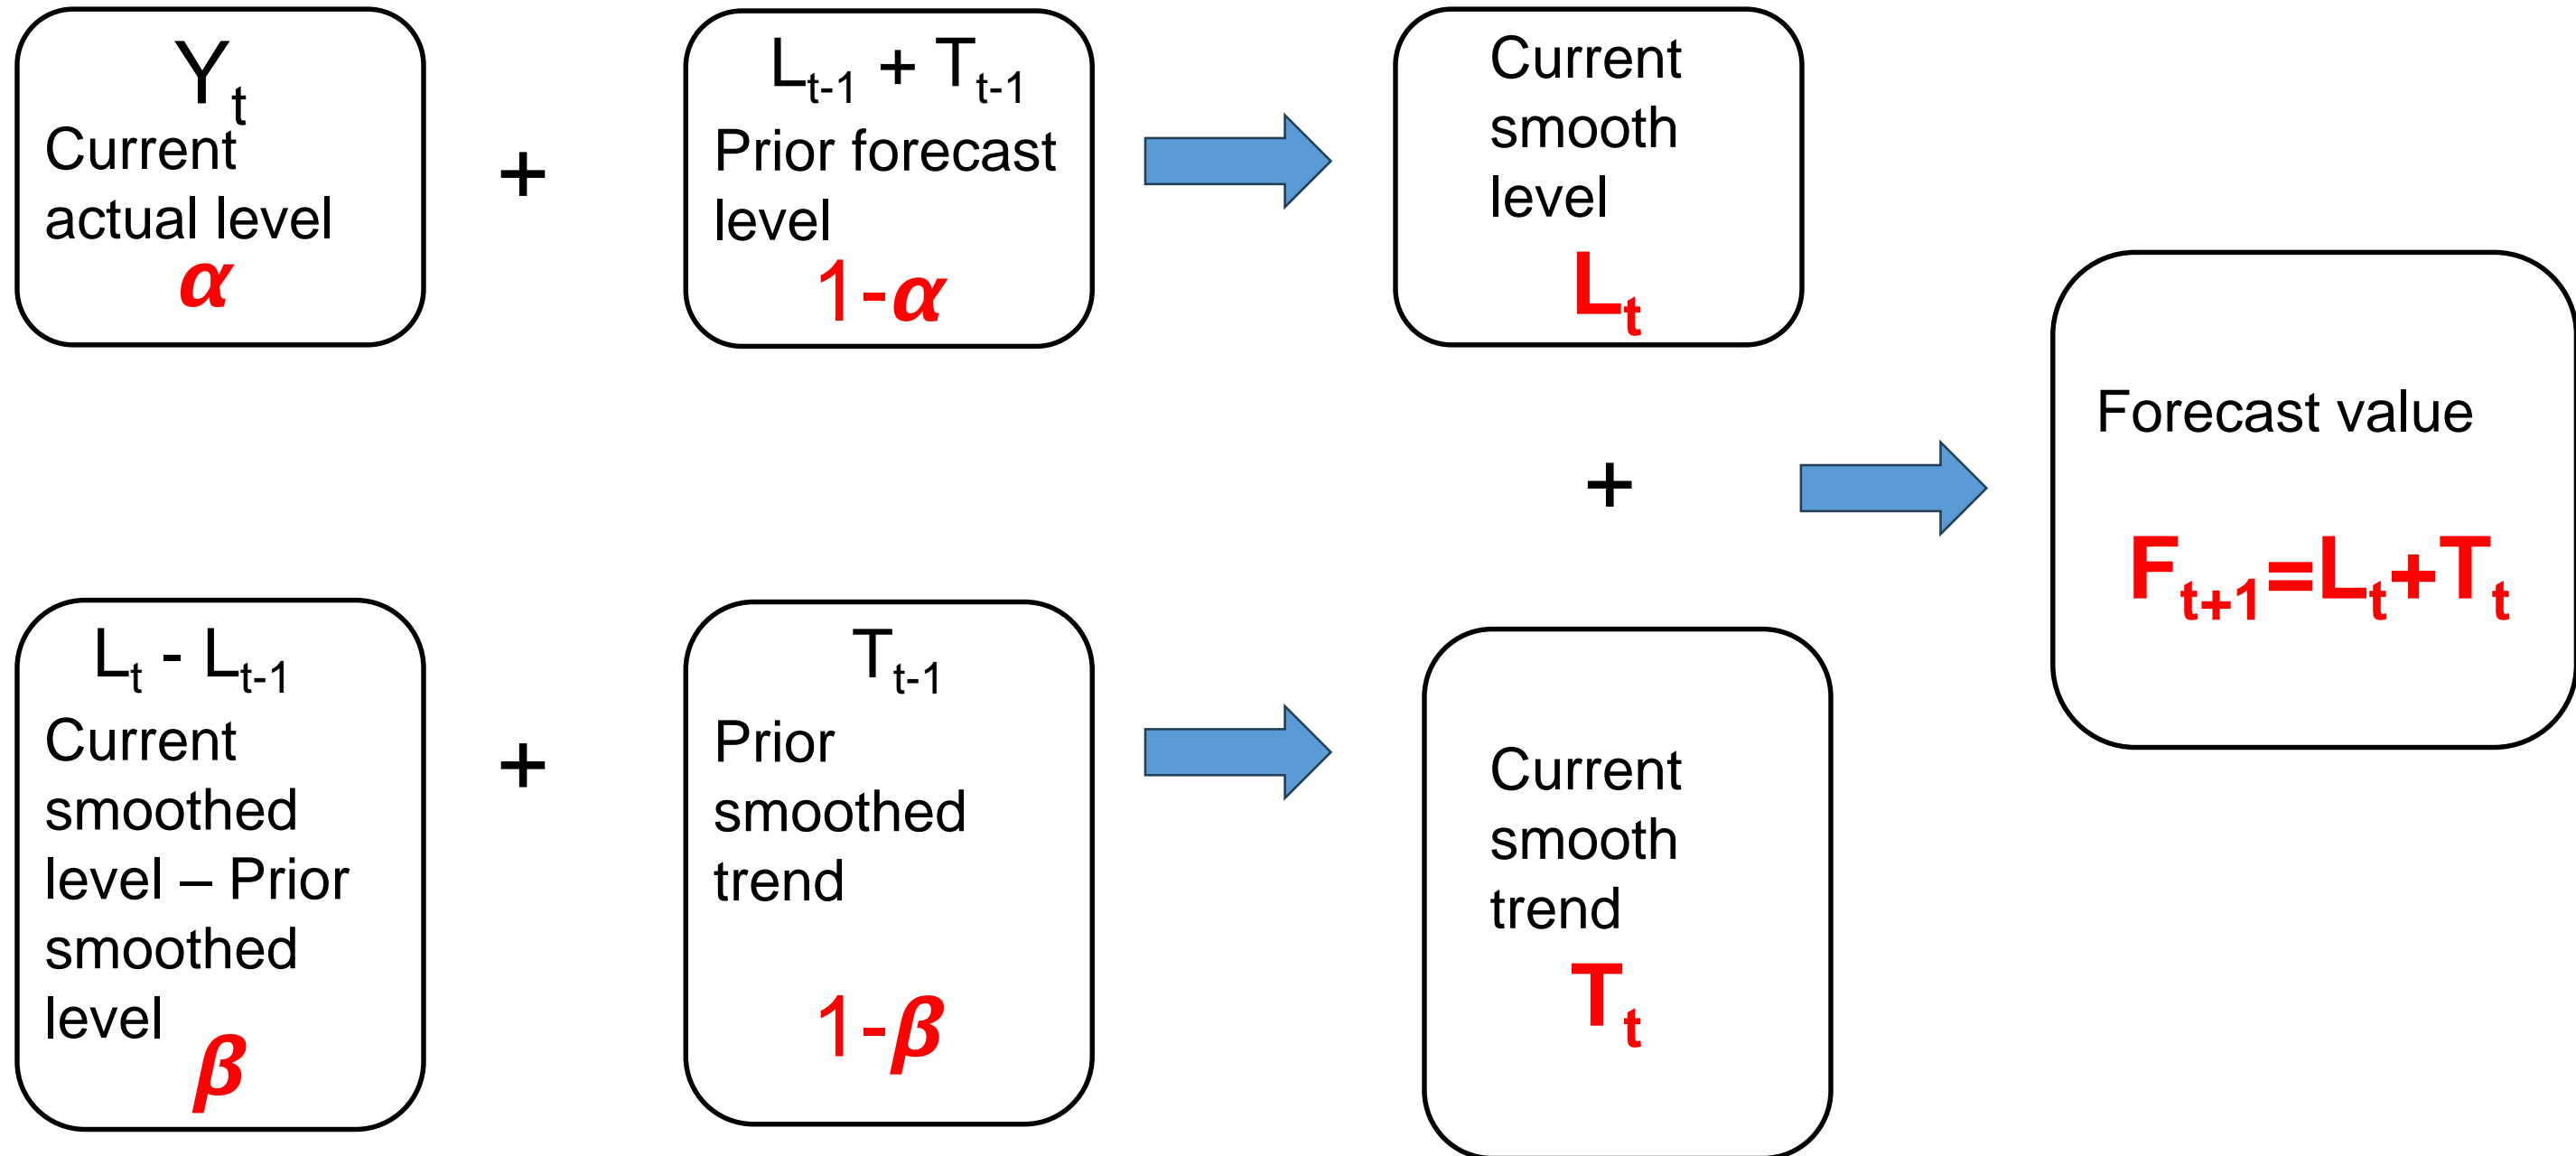 Yₜ
Current
actual level
α
+
Lₜ₋₁ + Tₜ₋₁
Prior forecast
level
1-α
Current
smooth
level
Lₜ
+
Forecast value
Fₜ₊₁=Lₜ+Tₜ
Lₜ - Lₜ₋₁
Current
smoothed
level – Prior
smoothed
level
β
+
Tₜ₋₁
Prior
smoothed
trend
1-β
Current
smooth
trend
Tₜ